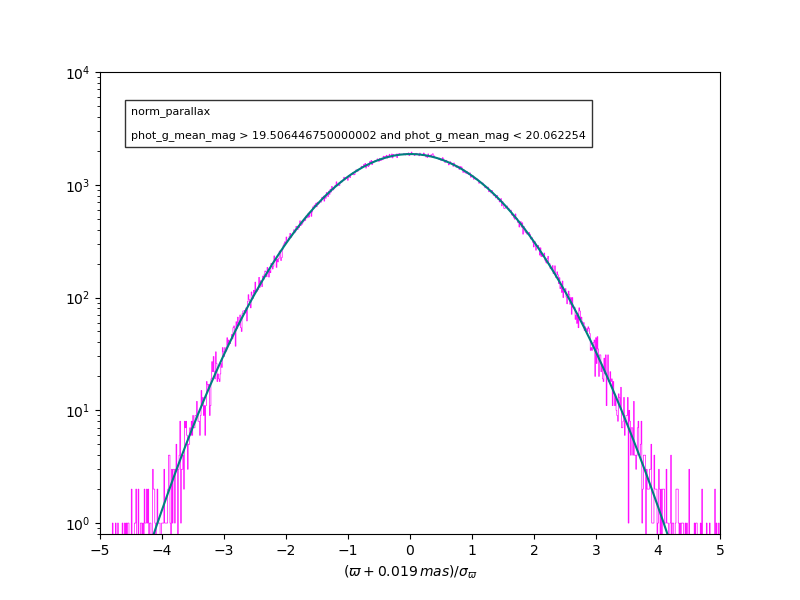 norm_parallax
phot_g_mean_mag > 19.506446750000002 and phot_g_mean_mag < 20.062254
10⁴
10³
10²
10¹
10⁰
−5 −4 −3 −2 −1 0 1 2 3 4 5
(ϖ + 0.019 mas)/σ_ϖ